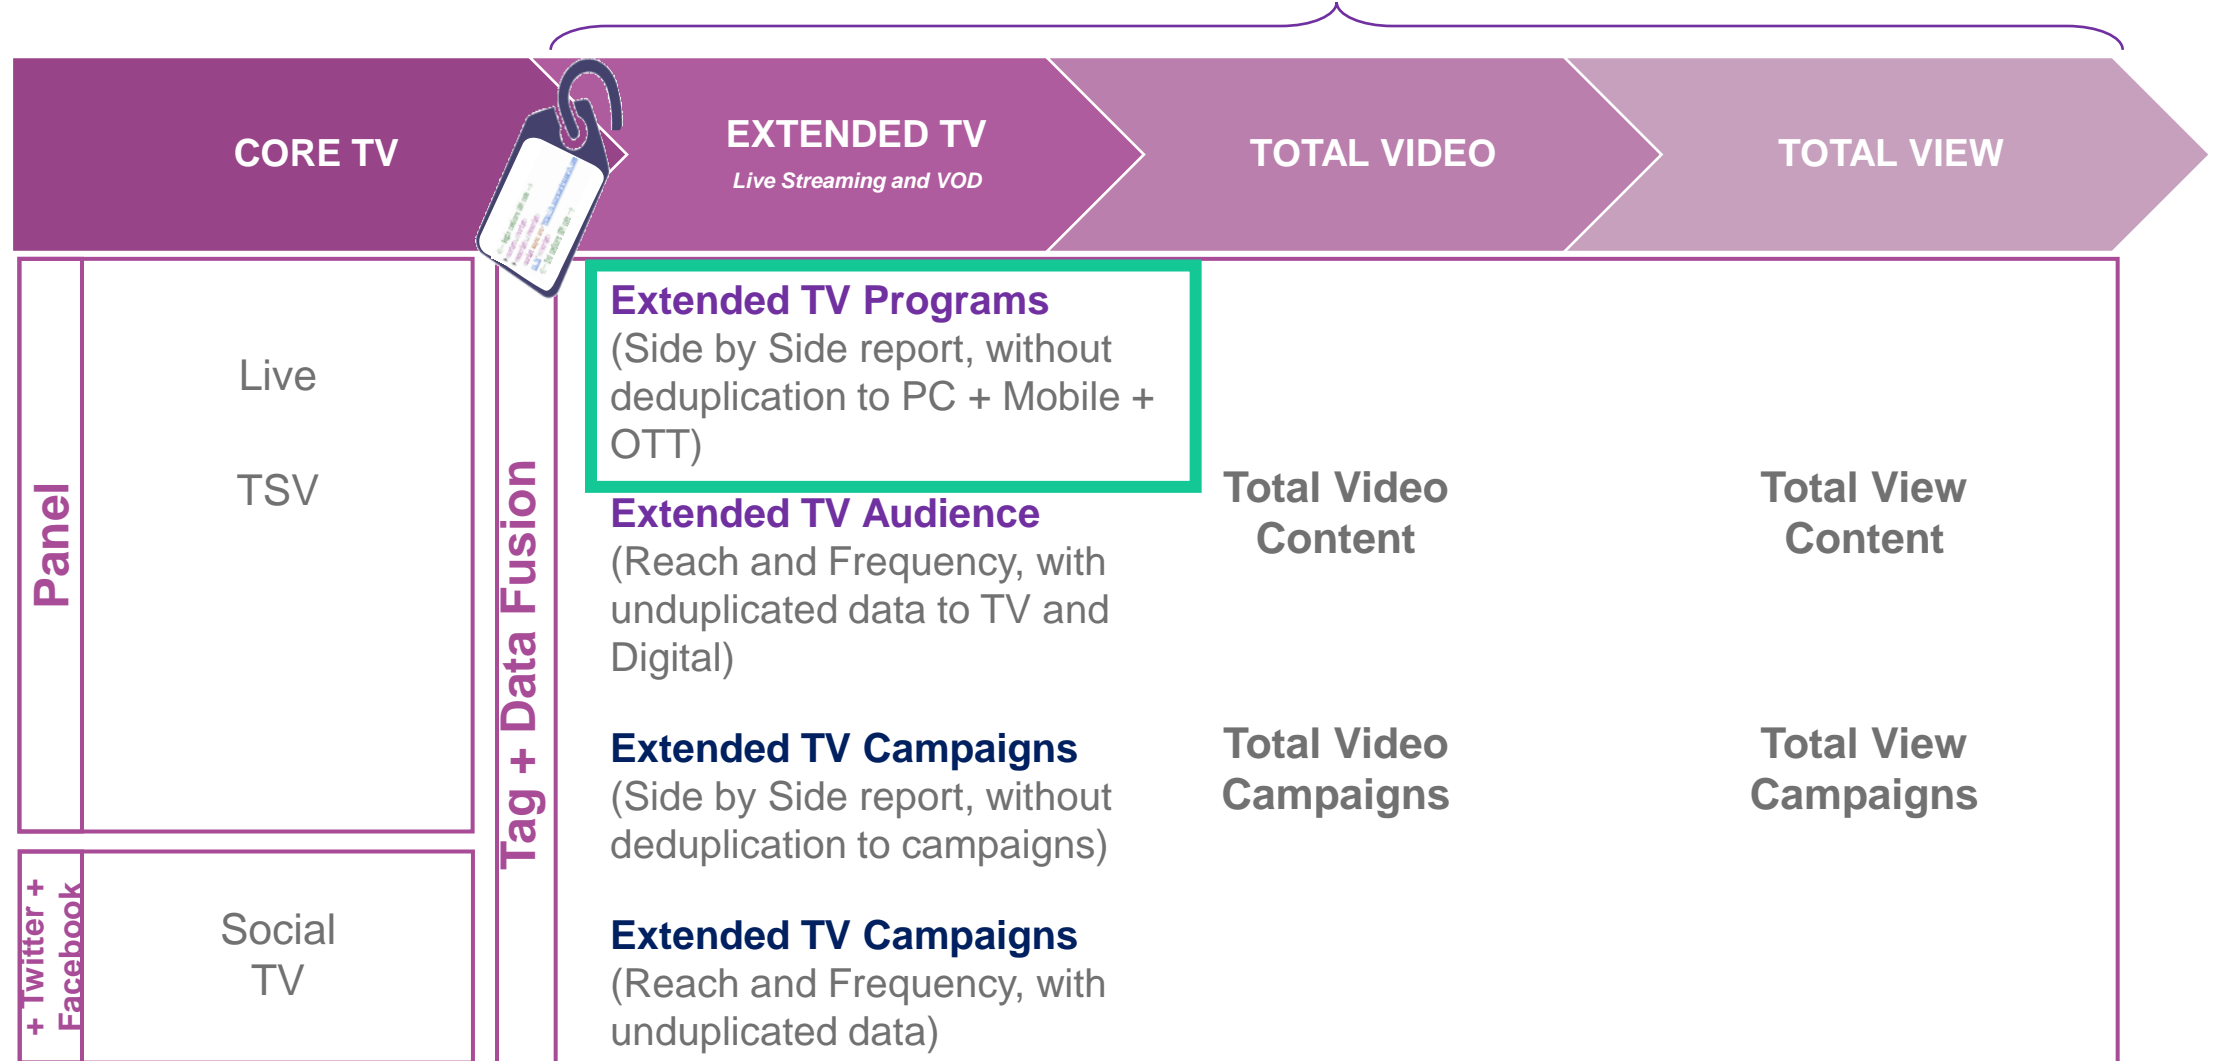 CORE TV
EXTENDED TV
Live Streaming and VOD
TOTAL VIDEO
TOTAL VIEW
Panel
Live
TSV
+ Twitter +
Facebook
Social
TV
Tag + Data Fusion
Extended TV Programs
(Side by Side report, without
deduplication to PC + Mobile +
OTT)
Extended TV Audience
(Reach and Frequency, with
unduplicated data to TV and
Digital)
Extended TV Campaigns
(Side by Side report, without
deduplication to campaigns)
Extended TV Campaigns
(Reach and Frequency, with
unduplicated data)
Total Video
Content
Total Video
Campaigns
Total View
Content
Total View
Campaigns